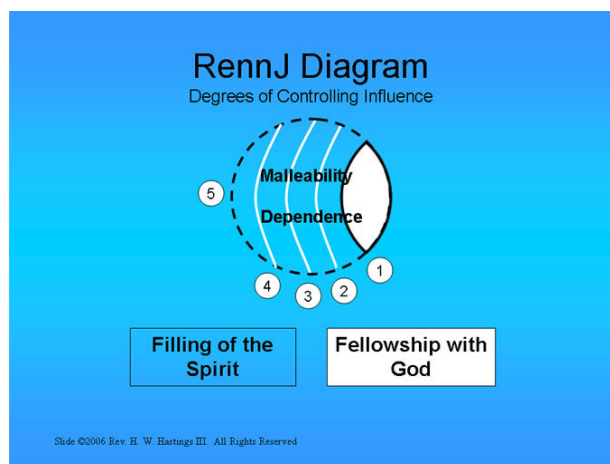 RennJ Diagram
Degrees of Controlling Influence
Malleability
Dependence
5
4
3
2
1
Filling of the
Spirit
Fellowship with
God
Slide ©2006 Rev. H. W. Hastings III. All Rights Reserved